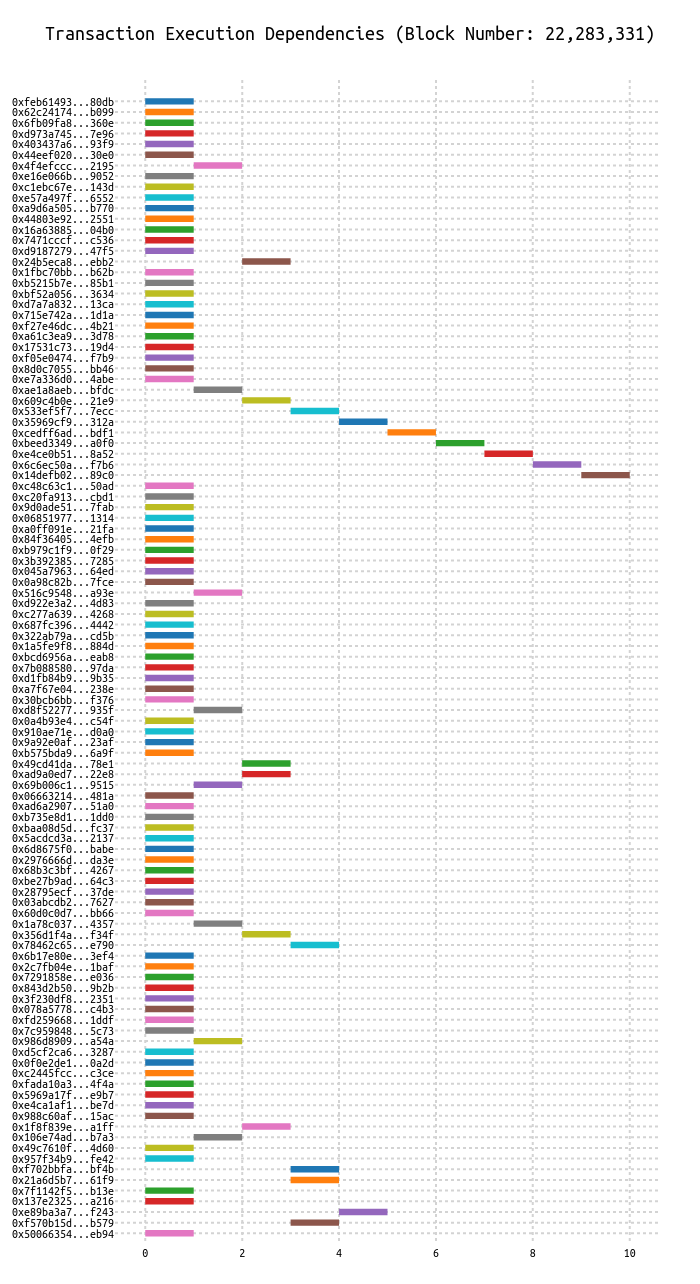 Transaction Execution Dependencies (Block Number: 22,283,331)
0xfeb61493...80db
0x62c24174...b099
0x6fb09fa8...360e
0xd973a745...7e96
0x403437a6...93f9
0x44eef020...30e0
0x4f4efccc...2195
0xe16e066b...9052
0xc1ebc67e...143d
0xe57a497f...6552
0xa9d6a505...b770
0x44803e92...2551
0x16a63885...04b0
0x7471cccf...c536
0xd9187279...47f5
0x24b5eca8...ebb2
0x1fbc70bb...b62b
0xb5215b7e...85b1
0xbf52a056...3634
0xd7a7a832...13ca
0x715e742a...1d1a
0xf27e46dc...4b21
0xa61c3ea9...3d78
0x17531c73...19d4
0xf05e0474...f7b9
0x8d0c7055...bb46
0xe7a336d0...4abe
0xae1a8aeb...bfdc
0x609c4b0e...21e9
0x533ef5f7...7ecc
0x35969cf9...312a
0xcedff6ad...bdf1
0xbeed3349...a0f0
0xe4ce0b51...8a52
0x6c6ec50a...f7b6
0x14defb02...89c0
0xc48c63c1...50ad
0xc20fa913...cbd1
0x9d0ade51...7fab
0x06851977...1314
0xa0ff091e...21fa
0x84f36405...4efb
0xb979c1f9...0f29
0x3b392385...7285
0x045a7963...64ed
0x0a98c82b...7fce
0x516c9548...a93e
0xd922e3a2...4d83
0xc277a639...4268
0x687fc396...4442
0x322ab79a...cd5b
0x1a5fe9f8...884d
0xbcd6956a...eab8
0x7b088580...97da
0xd1fb84b9...9b35
0xa7f67e04...238e
0x30bcb6bb...f376
0xd8f52277...935f
0x0a4b93e4...c54f
0x910ae71e...d0a0
0x9a92e0af...23af
0xb575bda9...6a9f
0x49cd41da...78e1
0xad9a0ed7...22e8
0x69b006c1...9515
0x06663214...481a
0xad6a2907...51a0
0xb735e8d1...1dd0
0xbaa08d5d...fc37
0x5acdcd3a...2137
0x6d8675f0...babe
0x2976666d...da3e
0x68b3c3bf...4267
0xbe27b9ad...64c3
0x28795ecf...37de
0x03abcdb2...7627
0x60d0c0d7...bb66
0x1a78c037...4357
0x356d1f4a...f34f
0x78462c65...e790
0x6b17e80e...3ef4
0x2c7fb04e...1baf
0x7291858e...e036
0x843d2b50...9b2b
0x3f230df8...2351
0x078a5778...c4b3
0xfd259668...1ddf
0x7c959848...5c73
0x986d8909...a54a
0xd5cf2ca6...3287
0x0f0e2de1...0a2d
0xc2445fcc...c3ce
0xfada10a3...4f4a
0x5969a17f...e9b7
0xe4ca1af1...be7d
0x988c60af...15ac
0x1f8f839e...a1ff
0x106e74ad...b7a3
0x49c7610f...4d60
0x957f34b9...fe42
0xf702bbfa...bf4b
0x21a6d5b7...61f9
0x7f1142f5...b13e
0x137e2325...a216
0xe89ba3a7...f243
0xf570b15d...b579
0x50066354...eb94
0 2 4 6 8 10